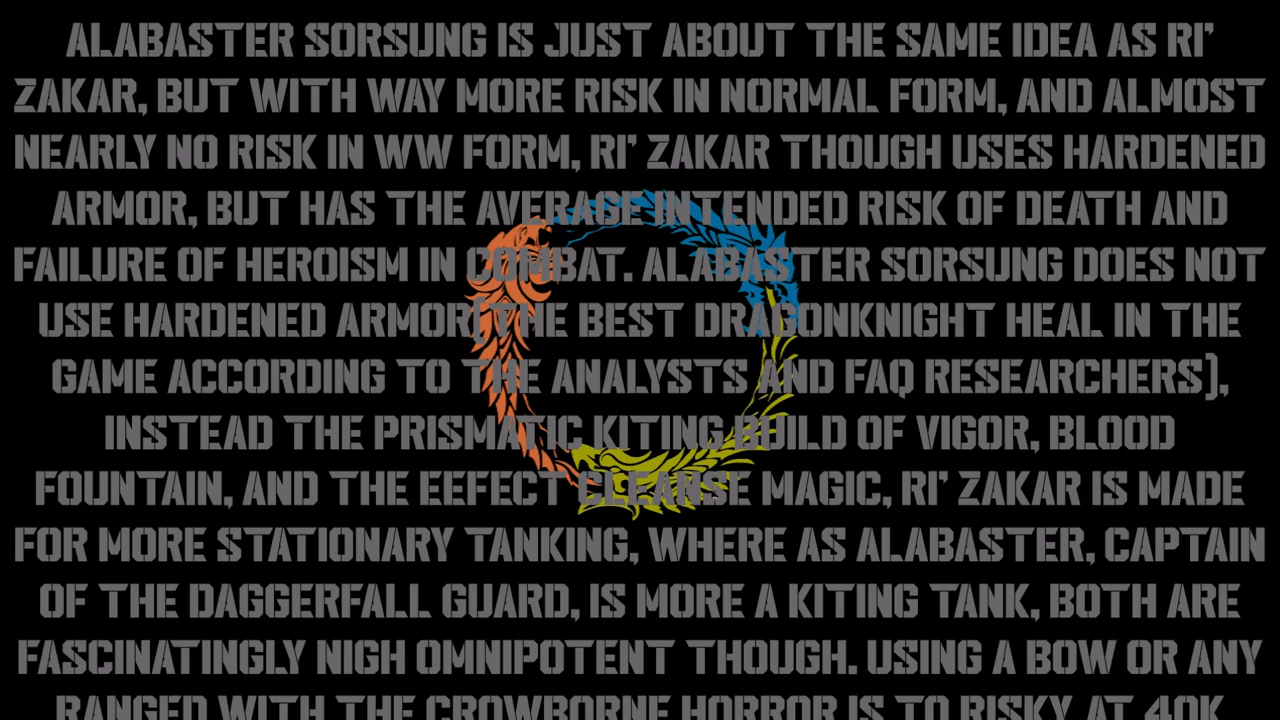 ALABASTER SORSUNG IS JUST ABOUT THE SAME IDEA AS RI'
ZAKAR, BUT WITH WAY MORE RISK IN NORMAL FORM, AND ALMOST
NEARLY NO RISK IN WW FORM, RI' ZAKAR THOUGH USES HARDENED
ARMOR, BUT HAS THE AVERAGE INTENDED RISK OF DEATH AND
FAILURE OF HEROISM IN COMBAT. ALABASTER SORSUNG DOES NOT
USE HARDENED ARMOR(THE BEST DRAGONKNIGHT HEAL IN THE
GAME ACCORDING TO THE ANALYSTS AND FAQ RESEARCHERS),
INSTEAD THE PRISMATIC KITING BUILD OF VIGOR, BLOOD
FOUNTAIN, AND THE EEFECT CLEANSE MAGIC, RI' ZAKAR IS MADE
FOR MORE STATIONARY TANKING, WHERE AS ALABASTER, CAPTAIN
OF THE DAGGERFALL GUARD, IS MORE A KITING TANK, BOTH ARE
FASCINATINGLY NIGH OMNIPOTENT THOUGH. USING A BOW OR ANY
RANGED WITH THE CROWBORNE HORROR IS TO RISKY AT 40K